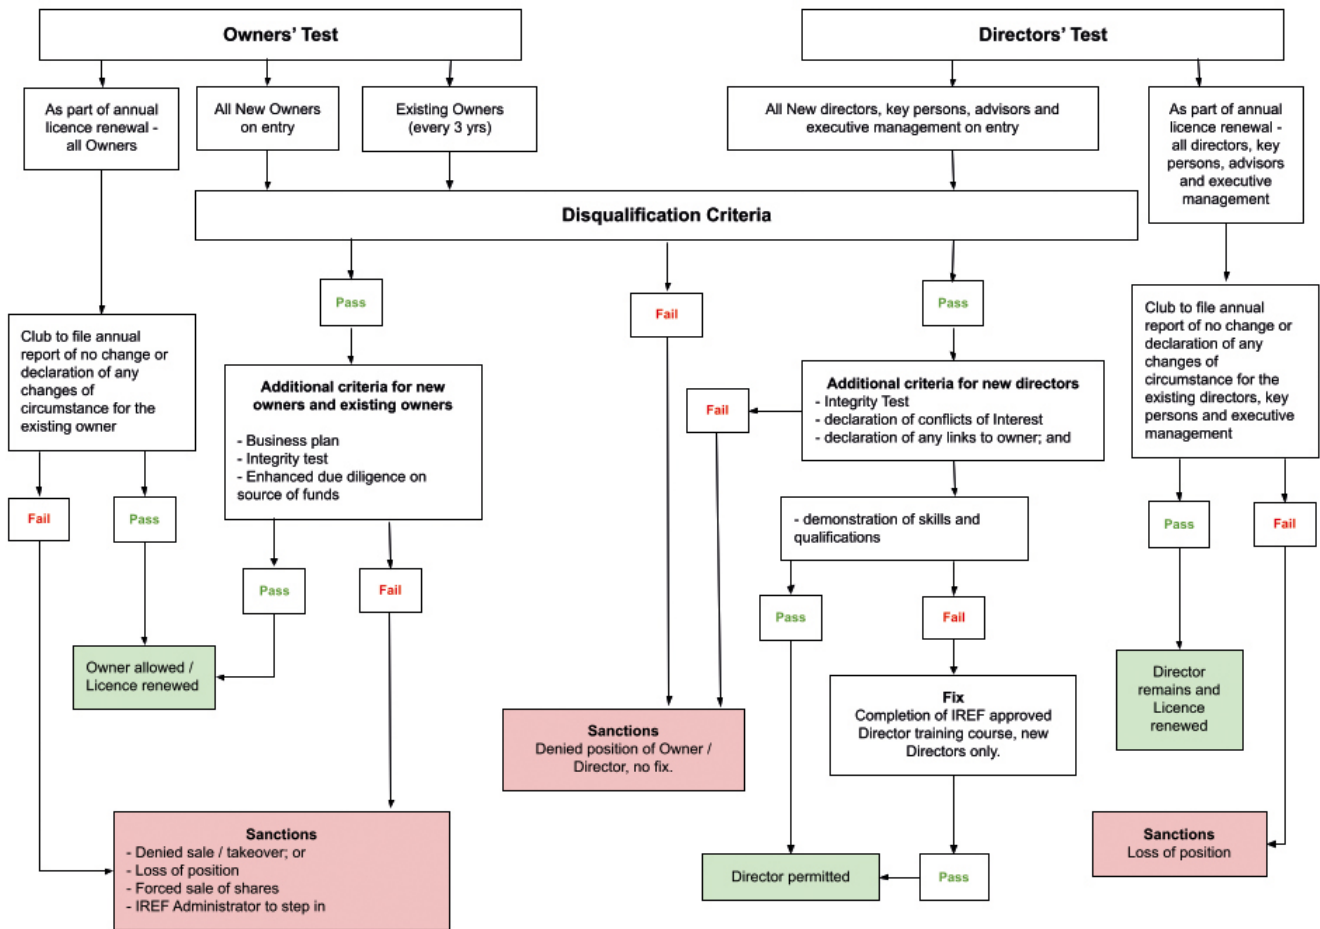 Owners' Test
Directors' Test
As part of annual
licence renewal -
all Owners
All New Owners
on entry
Existing Owners
(every 3 yrs)
All New directors, key persons, advisors and
executive management on entry
As part of annual
licence renewal -
all directors, key
persons, advisors
and executive
management
Disqualification Criteria
Pass
Fail
Pass
Club to file annual
report of no change or
declaration of any
changes of
circumstance for the
existing owner
Additional criteria for new
owners and existing owners
- Business plan
- Integrity test
- Enhanced due diligence on
source of funds
Fail
Additional criteria for new directors
- Integrity Test
- declaration of conflicts of Interest
- declaration of any links to owner; and
Club to file annual
report of no change or
declaration of any
changes of
circumstance for the
existing directors, key
persons and executive
management
Fail
Pass
- demonstration of skills and
qualifications
Pass
Fail
Pass
Fail
Pass
Fail
Owner allowed /
Licence renewed
Fix
Completion of IREF approved
Director training course, new
Directors only.
Director
remains and
Licence
renewed
Sanctions
Denied position of Owner /
Director, no fix.
Sanctions
- Denied sale / takeover; or
- Loss of position
- Forced sale of shares
- IREF Administrator to step in
Director permitted
Pass
Sanctions
Loss of position